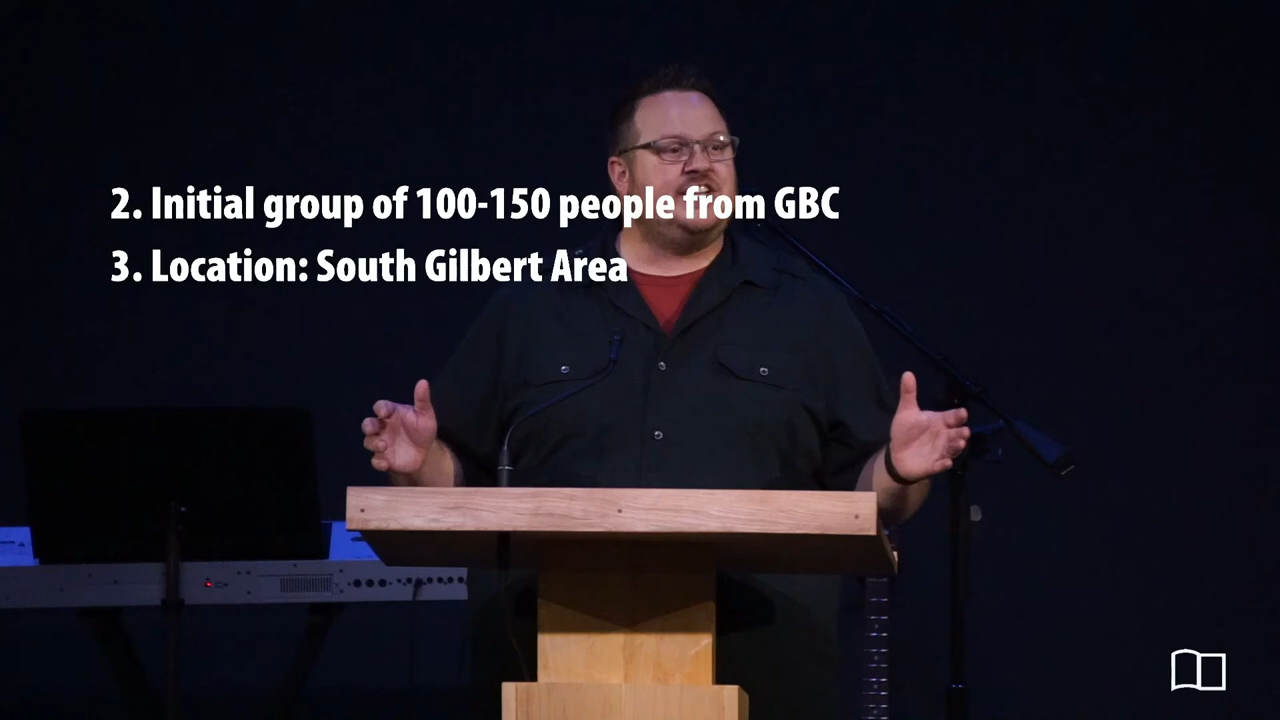 2. Initial group of 100-150 people from GBC
3. Location: South Gilbert Area